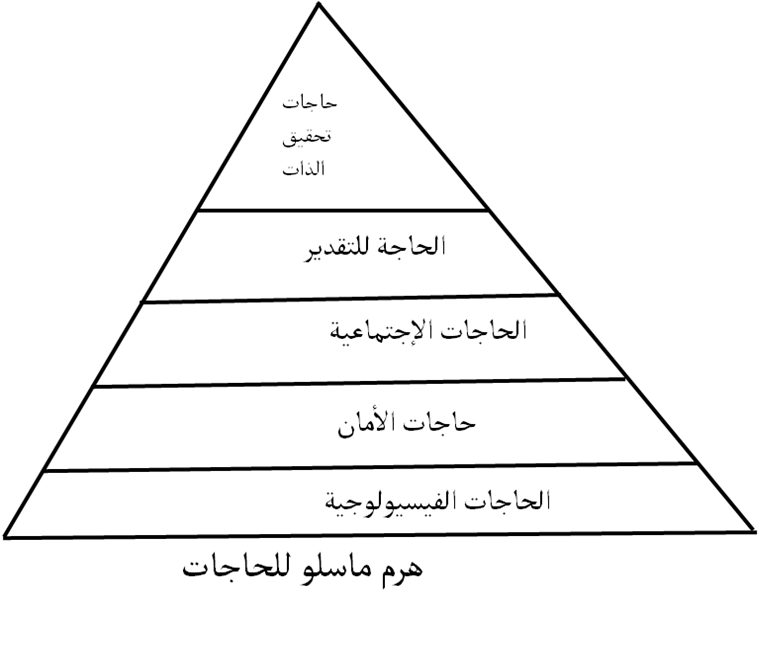 حاجات
تحقيق
الذات
الحاجة للتقدير
الحاجات الإجتماعية
حاجات الأمان
الحاجات الفيسيولوجية
هرم ماسلو للحاجات